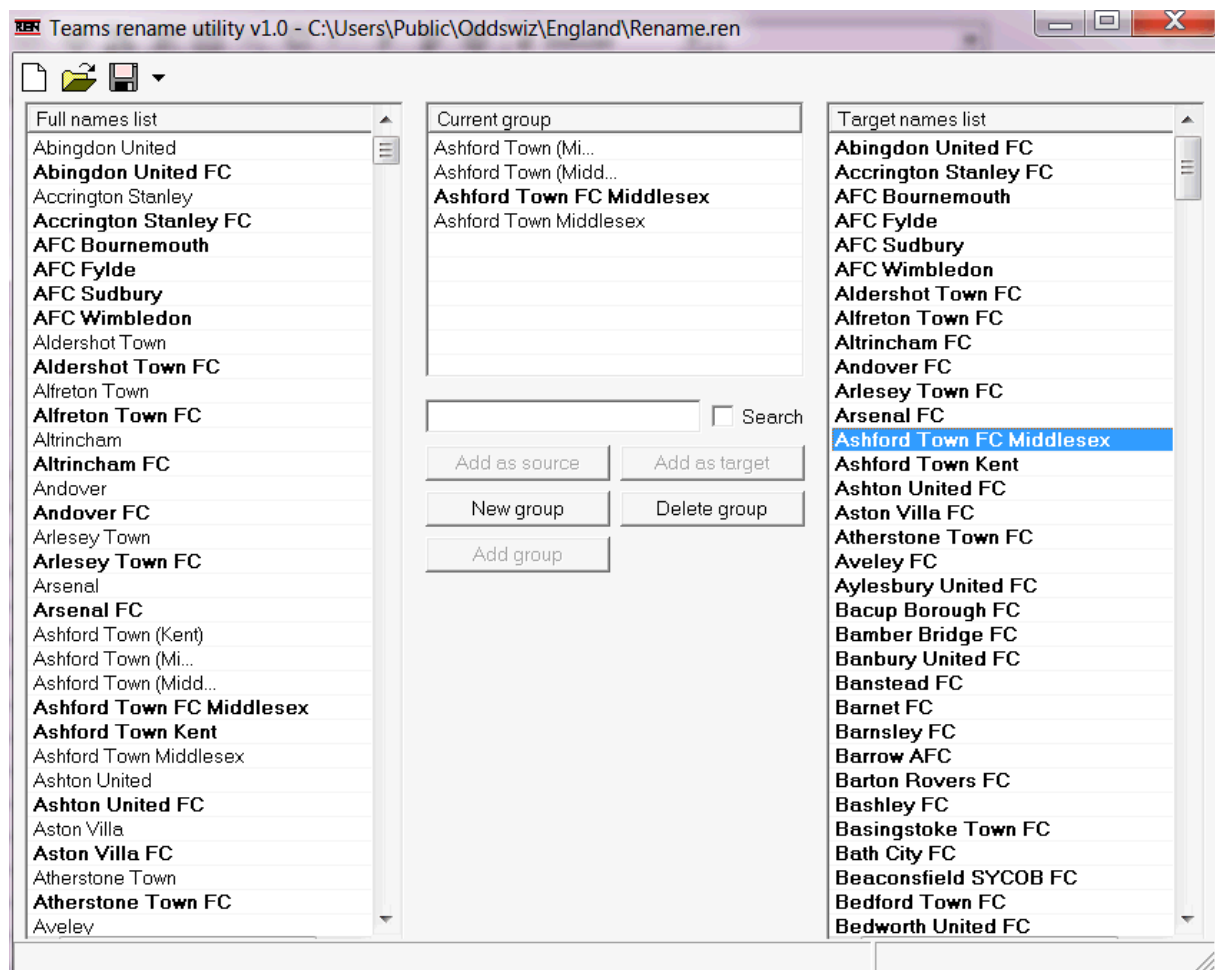 REN Teams rename utility v1.0 - C:\Users\Public\Oddswiz\England\Rename.ren
Full names list
Abingdon United
Abingdon United FC
Accrington Stanley
Accrington Stanley FC
AFC Bournemouth
AFC Fylde
AFC Sudbury
AFC Wimbledon
Aldershot Town
Aldershot Town FC
Alfreton Town
Alfreton Town FC
Altrincham
Altrincham FC
Andover
Andover FC
Arlesey Town
Arlesey Town FC
Arsenal
Arsenal FC
Ashford Town (Kent)
Ashford Town (Mi...
Ashford Town (Midd...
Ashford Town FC Middlesex
Ashford Town Kent
Ashford Town Middlesex
Ashton United
Ashton United FC
Aston Villa
Aston Villa FC
Atherstone Town
Atherstone Town FC
Aveley
Current group
Ashford Town (Mi...
Ashford Town (Midd...
Ashford Town FC Middlesex
Ashford Town Middlesex
Search
Add as source Add as target
New group Delete group
Add group
Target names list
Abingdon United FC
Accrington Stanley FC
AFC Bournemouth
AFC Fylde
AFC Sudbury
AFC Wimbledon
Aldershot Town FC
Alfreton Town FC
Altrincham FC
Andover FC
Arlesey Town FC
Arsenal FC
Ashford Town FC Middlesex
Ashford Town Kent
Ashton United FC
Aston Villa FC
Atherstone Town FC
Aveley FC
Aylesbury United FC
Bacup Borough FC
Bamber Bridge FC
Banbury United FC
Banstead FC
Barnet FC
Barnsley FC
Barrow AFC
Barton Rovers FC
Bashley FC
Basingstoke Town FC
Bath City FC
Beaconsfield SYCOB FC
Bedford Town FC
Bedworth United FC